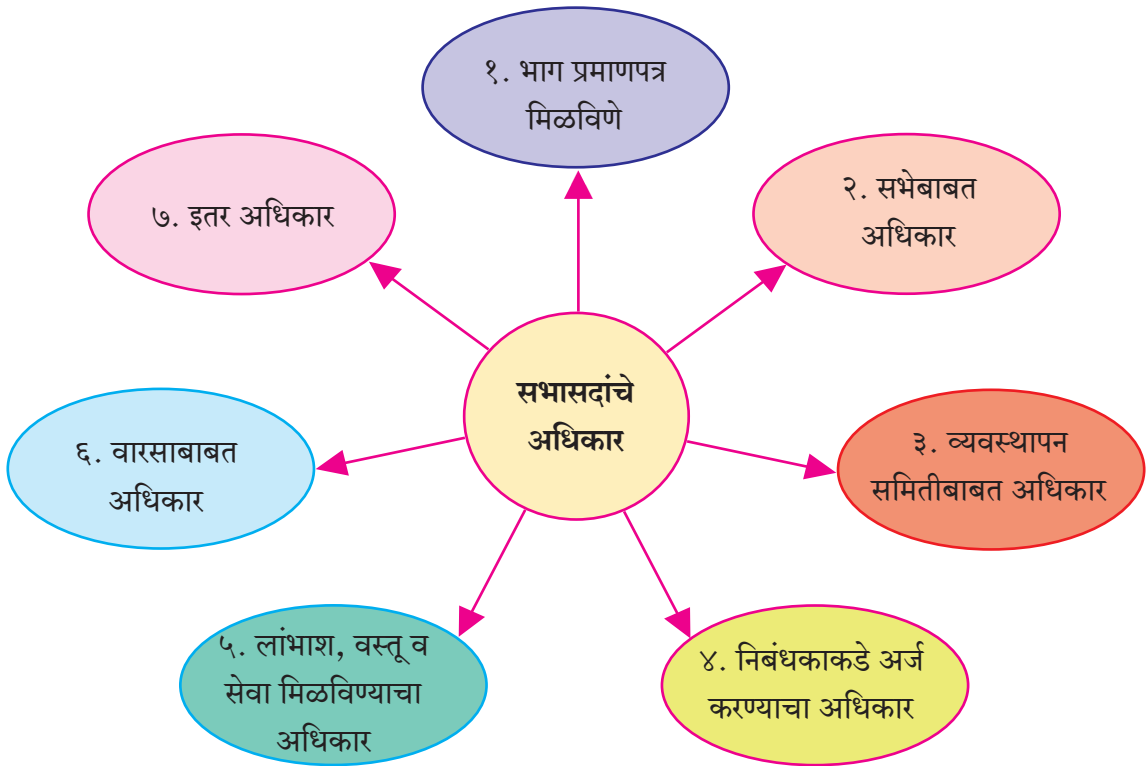 १. भाग प्रमाणपत्र
मिळविणे
२. सभेबाबत
अधिकार
३. व्यवस्थापन
समितीबाबत अधिकार
४. निबंधकाकडे अर्ज
करण्याचा अधिकार
५. लांभाश, वस्तू व
सेवा मिळविण्याचा
अधिकार
६. वारसाबाबत
अधिकार
७. इतर अधिकार
सभासदांचे
अधिकार